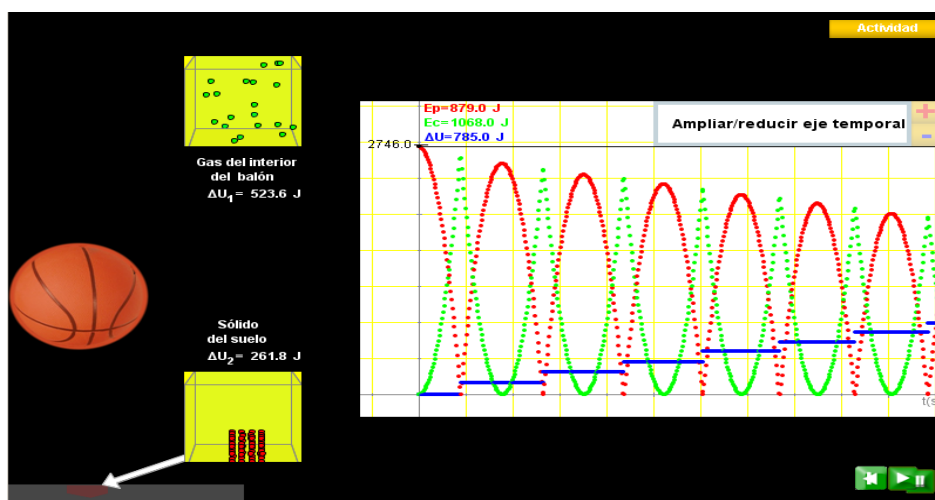 Actividad
Gas del interior
del balón
ΔU1= 523.6 J
Sólido
del suelo
ΔU2= 261.8 J
Ep=879.0 J
Ec=1068.0 J
ΔU=785.0 J
2746.0
Ampliar/reducir eje temporal
+
-
t(s